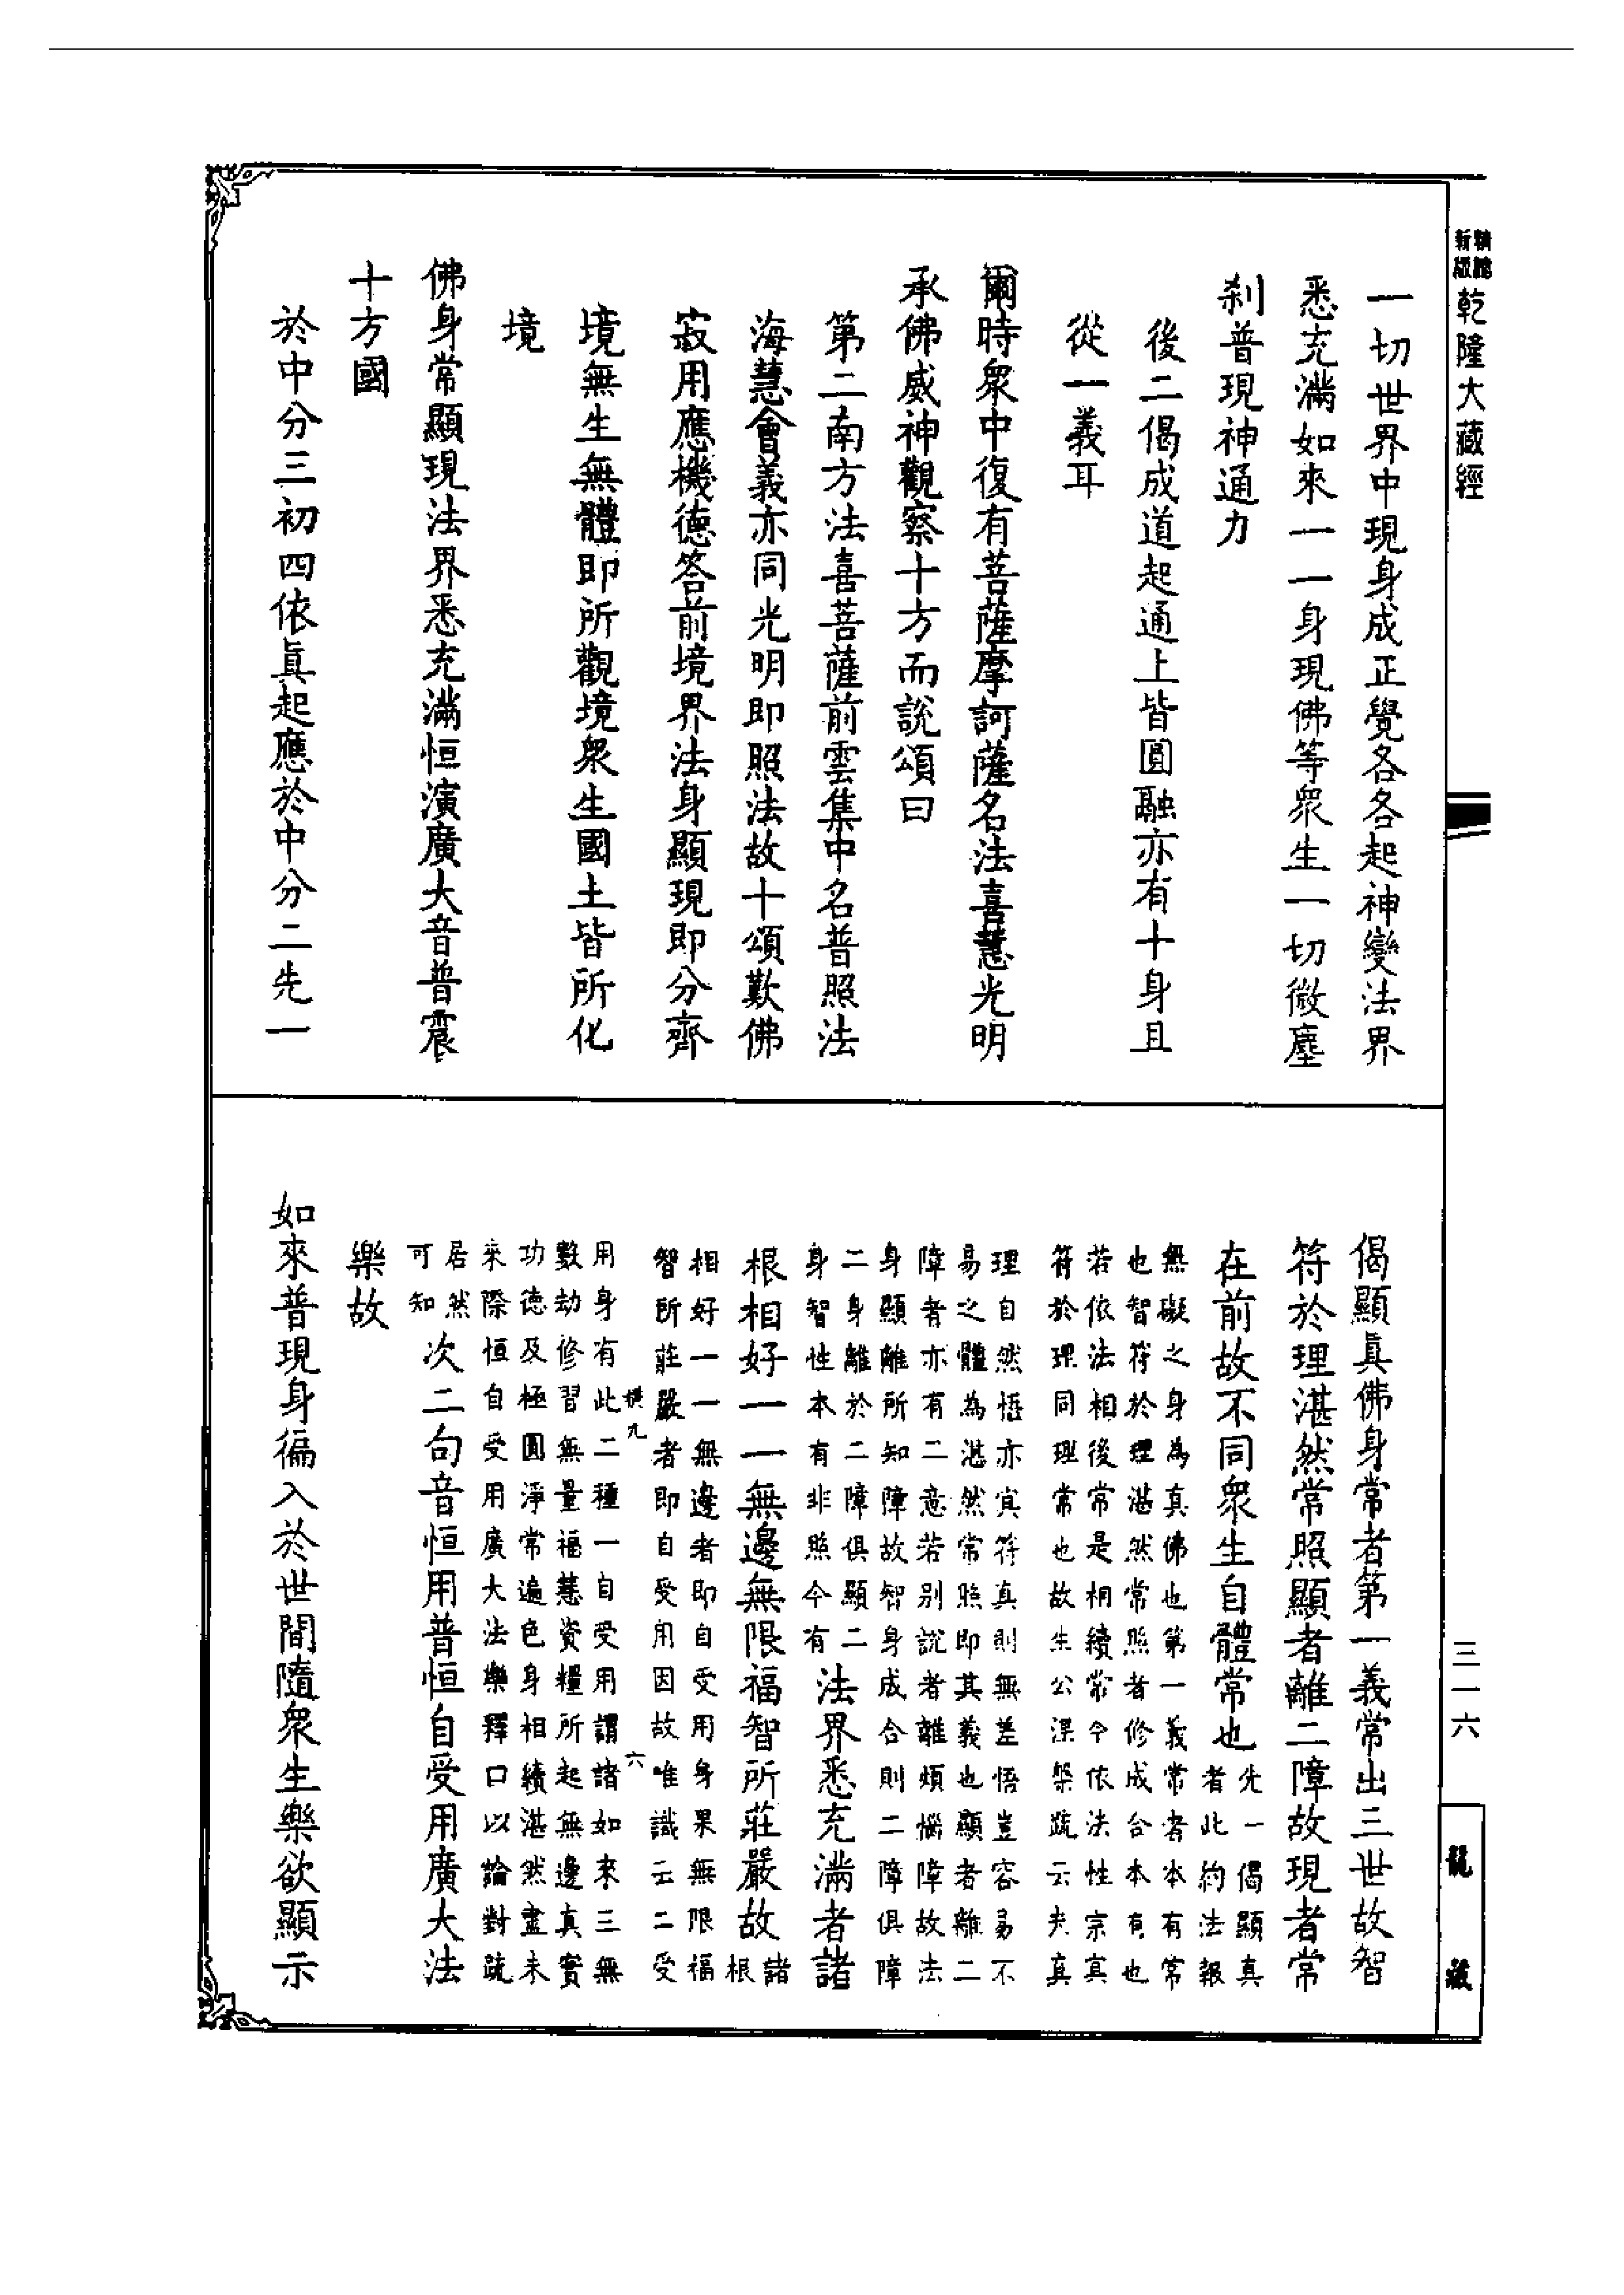 精縮
新版
乾隆大藏經
三一六
龍藏
一切世界中現身成正覺各各起神變法界
悉充滿如來一一身現佛等眾生一切微塵
刹普現神通力
後二偈成道起通上皆圓融亦有十身且
從一義耳
爾時眾中復有菩薩摩訶薩名法喜慧光明
承佛威神觀察十方而說頌曰
第二南方法喜菩薩前雲集中名普照法
海慧會義亦同光明即照法故十頌歎佛
寂用應機德答前境界法身顯現即分齊
境無生無體即所觀境眾生國土皆所化
境
佛身常顯現法界悉充滿恒演廣大音普震
十方國
於中分三初四依真起應於中分二先一
偈顯真佛身常者第一義常出三世故智
符於理湛然常照顯者離二障故現者常
在前故不同眾生自體常也
先一偈顯真
者此約法報
無礙之身為真佛也第一義常者本有常
也智符於理湛然常照者修成合本有也
若依法相後常是相續常今依法性宗真
符於理同理常也故生公涅槃疏云夫真
理自然悟亦冥符真則無差悟豈容易不
易之體為湛然常照即其義也顯者離二
障者亦有二意若別說者離煩惱障故法
身顯離所知障故智身成合則二障俱障
二身離於二障俱顯二
身智性本有非照今有
法界悉充滿者諸
根相好一一無邊無限福智所莊嚴故
諸
根
相好一一無邊者即自受用身果無限福
智所莊嚴者即自受用因故唯識云二受
橫九
六
用身有此二種一自受用謂諸如來三無
數劫修習無量福慧資糧所起無邊真實
功德及極圓淨常遍色身相續湛然盡未
來際恒自受用廣大法樂釋口以論對疏
居然
可知
次二句音恒用普恒自受用廣大法
樂故
如來普現身徧入於世間隨眾生樂欲顯示